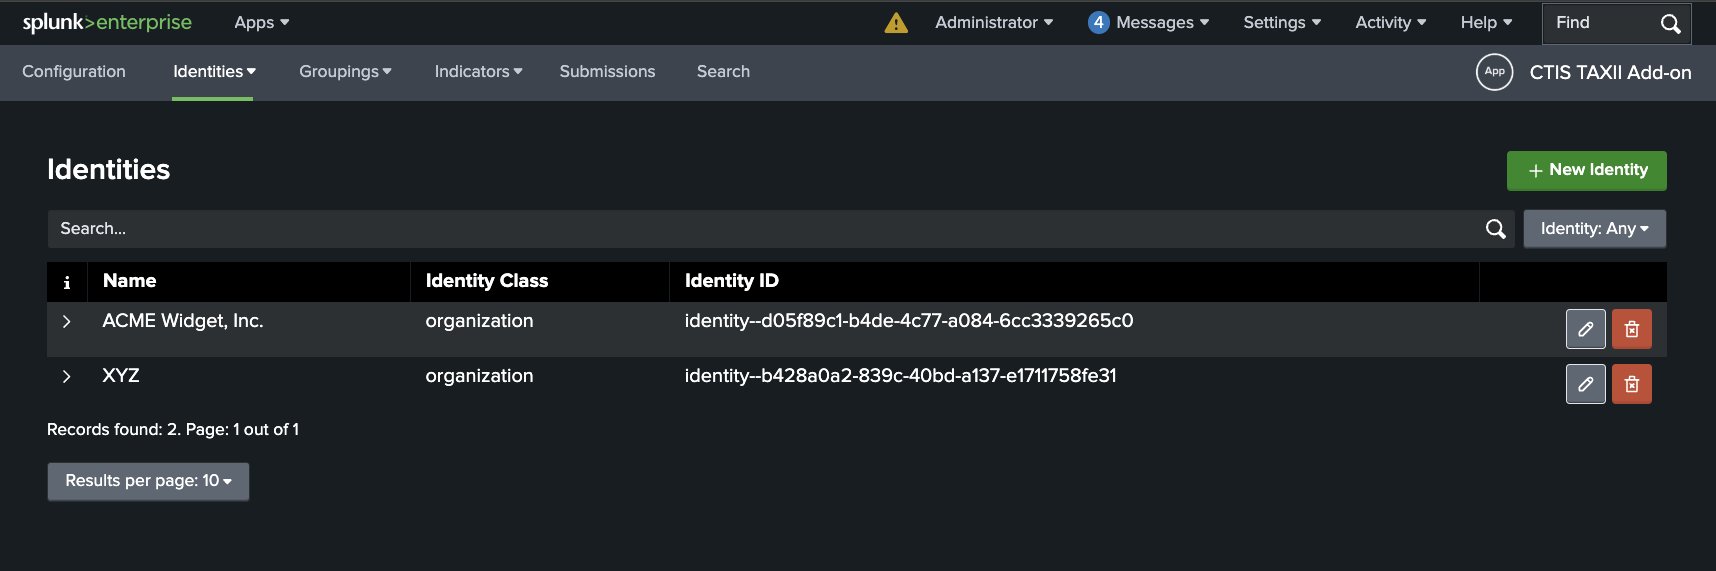 splunk>enterprise Apps Administrator 4 Messages Settings Activity Help Find
Configuration Identities Groupings Indicators Submissions Search App CTIS TAXII Add-on
Identities
+ New Identity
Search... Identity: Any
i Name Identity Class Identity ID
ACME Widget, Inc. organization identity--d05f89c1-b4de-4c77-a084-6cc3339265c0
XYZ organization identity--b428a0a2-839c-40bd-a137-e1711758fe31
Records found: 2. Page: 1 out of 1
Results per page: 10